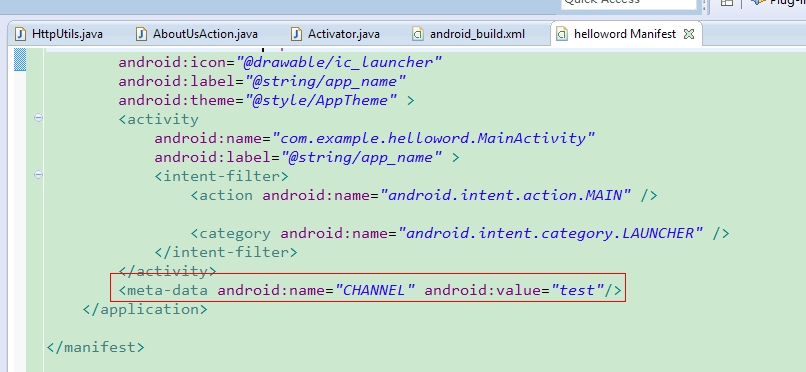 Quick Access
HttpUtils.java AboutUsAction.java Activator.java android_build.xml helloword Manifest
android:icon="@drawable/ic_launcher"
android:label="@string/app_name"
android:theme="@style/AppTheme" >
<activity
android:name="com.example.helloword.MainActivity"
android:label="@string/app_name" >
<intent-filter>
<action android:name="android.intent.action.MAIN" />
<category android:name="android.intent.category.LAUNCHER" />
</intent-filter>
</activity>
<meta-data android:name="CHANNEL" android:value="test"/>
</application>
</manifest>